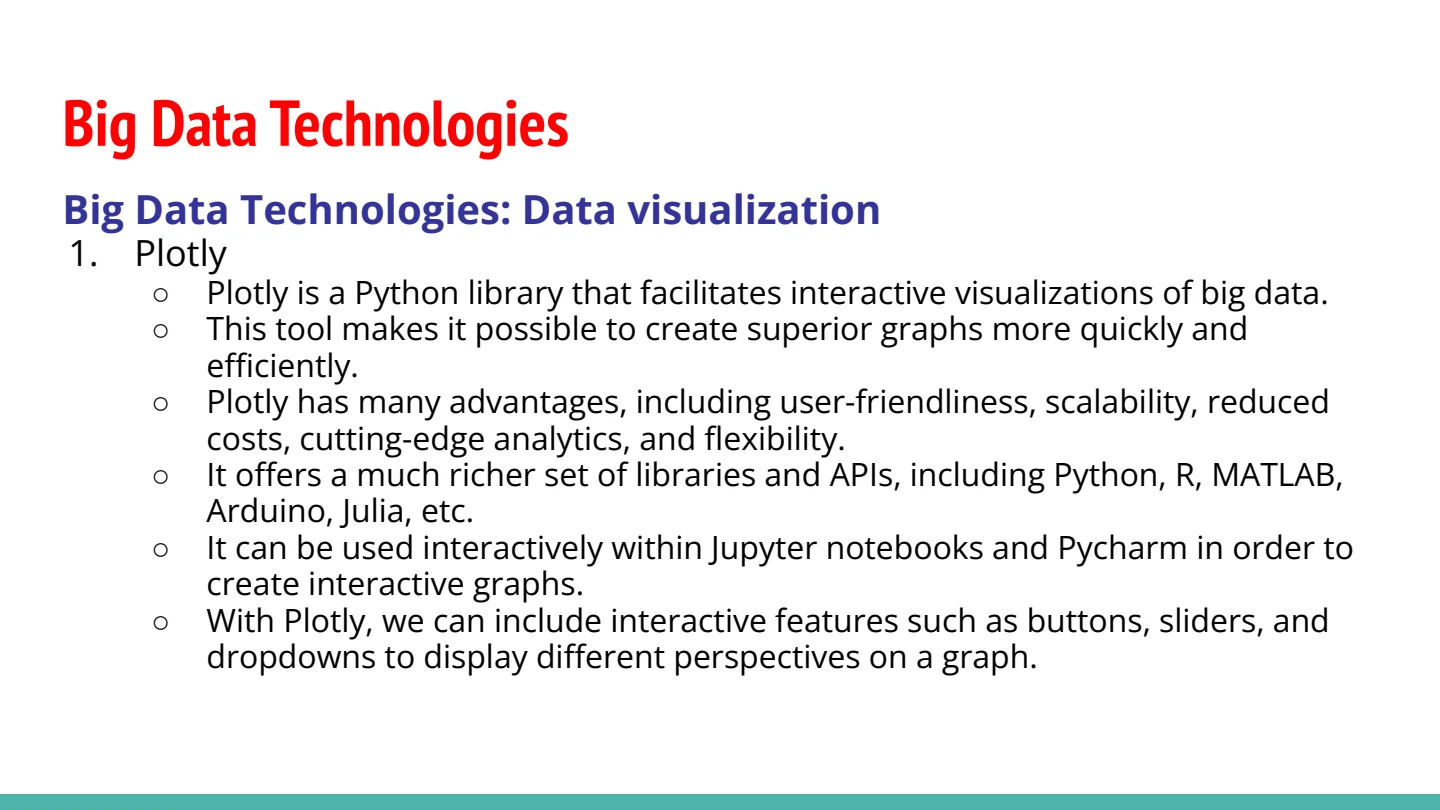 Big Data Technologies
Big Data Technologies: Data visualization
1. Plotly
○ Plotly is a Python library that facilitates interactive visualizations of big data.
○ This tool makes it possible to create superior graphs more quickly and
efficiently.
○ Plotly has many advantages, including user-friendliness, scalability, reduced
costs, cutting-edge analytics, and flexibility.
○ It offers a much richer set of libraries and APIs, including Python, R, MATLAB,
Arduino, Julia, etc.
○ It can be used interactively within Jupyter notebooks and Pycharm in order to
create interactive graphs.
○ With Plotly, we can include interactive features such as buttons, sliders, and
dropdowns to display different perspectives on a graph.